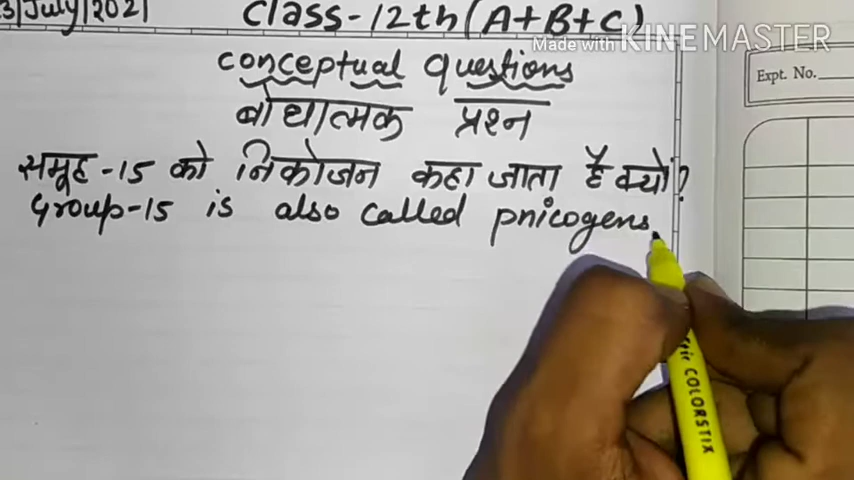 3|July|2021
Class-12th (A+B+C)
Made with KINEMASTER
Expt. No.
conceptual questions
बोधात्मक प्रश्न
समूह-15 को निकोजन कहा जाता है क्यों?
Group-15 is also called pnicogens
COLORSTIX